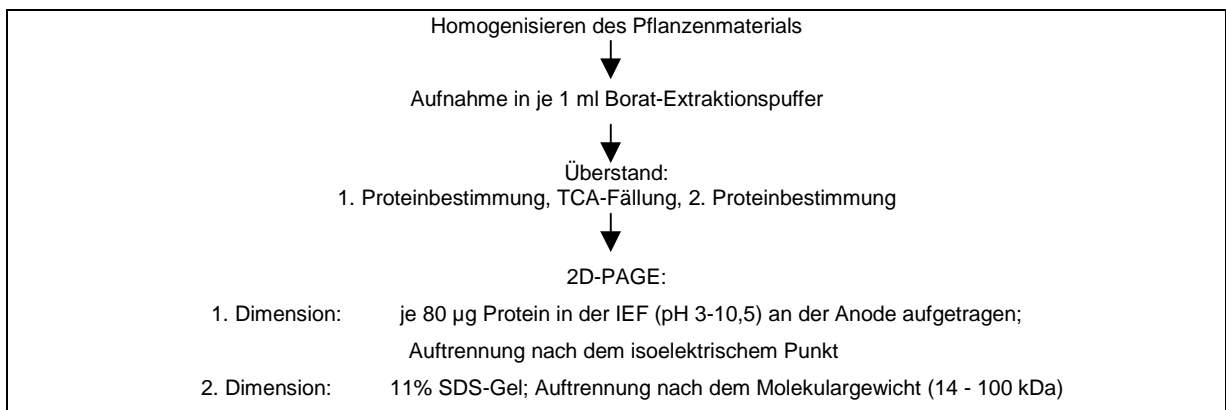 Homogenisieren des Pflanzenmaterials
Aufnahme in je 1 ml Borat-Extraktionspuffer
Überstand:
1. Proteinbestimmung, TCA-Fällung, 2. Proteinbestimmung
2D-PAGE:
1. Dimension: je 80 µg Protein in der IEF (pH 3-10,5) an der Anode aufgetragen;
Auftrennung nach dem isoelektrischem Punkt
2. Dimension: 11% SDS-Gel; Auftrennung nach dem Molekulargewicht (14 - 100 kDa)